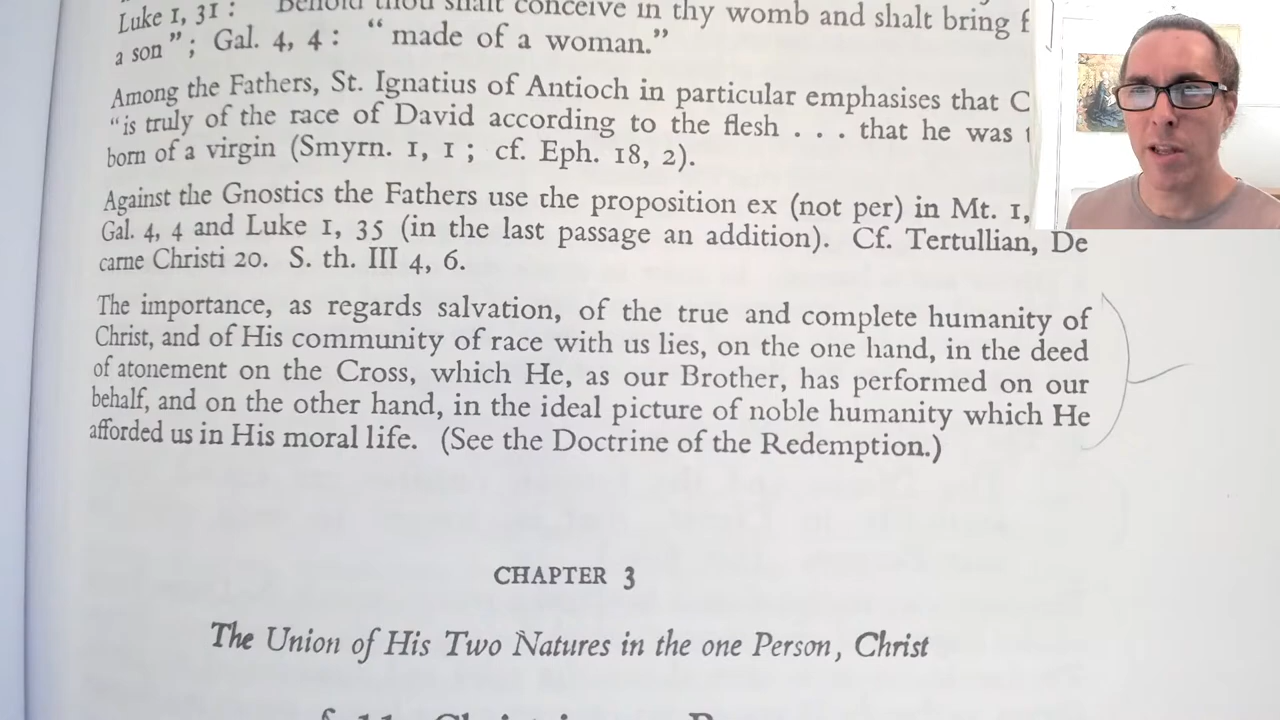 Luke 1, 31 : Behold thou shalt conceive in thy womb and shalt bring f
a son” ; Gal. 4, 4 : “made of a woman.”
Among the Fathers, St. Ignatius of Antioch in particular emphasises that C
“is truly of the race of David according to the flesh . . . that he was t
born of a virgin (Smyrn. 1, 1 ; cf. Eph. 18, 2).
Against the Gnostics the Fathers use the proposition ex (not per) in Mt. 1,
Gal. 4, 4 and Luke 1, 35 (in the last passage an addition). Cf. Tertullian, De
carne Christi 20. S. th. III 4, 6.
The importance, as regards salvation, of the true and complete humanity of
Christ, and of His community of race with us lies, on the one hand, in the deed
of atonement on the Cross, which He, as our Brother, has performed on our
behalf, and on the other hand, in the ideal picture of noble humanity which He
afforded us in His moral life. (See the Doctrine of the Redemption.)
CHAPTER 3
The Union of His Two Natures in the one Person, Christ